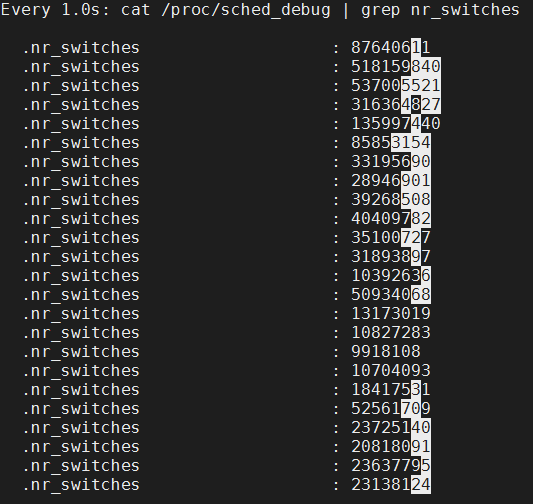 Every 1.0s: cat /proc/sched_debug | grep nr_switches
.nr_switches : 87640611
.nr_switches : 518159840
.nr_switches : 537005521
.nr_switches : 316364827
.nr_switches : 135997440
.nr_switches : 85853154
.nr_switches : 33195690
.nr_switches : 28946901
.nr_switches : 39268508
.nr_switches : 40409782
.nr_switches : 35100727
.nr_switches : 31893897
.nr_switches : 10392636
.nr_switches : 50934068
.nr_switches : 13173019
.nr_switches : 10827283
.nr_switches : 9918108
.nr_switches : 10704093
.nr_switches : 18417531
.nr_switches : 52561709
.nr_switches : 23725140
.nr_switches : 20818091
.nr_switches : 23637795
.nr_switches : 23138124